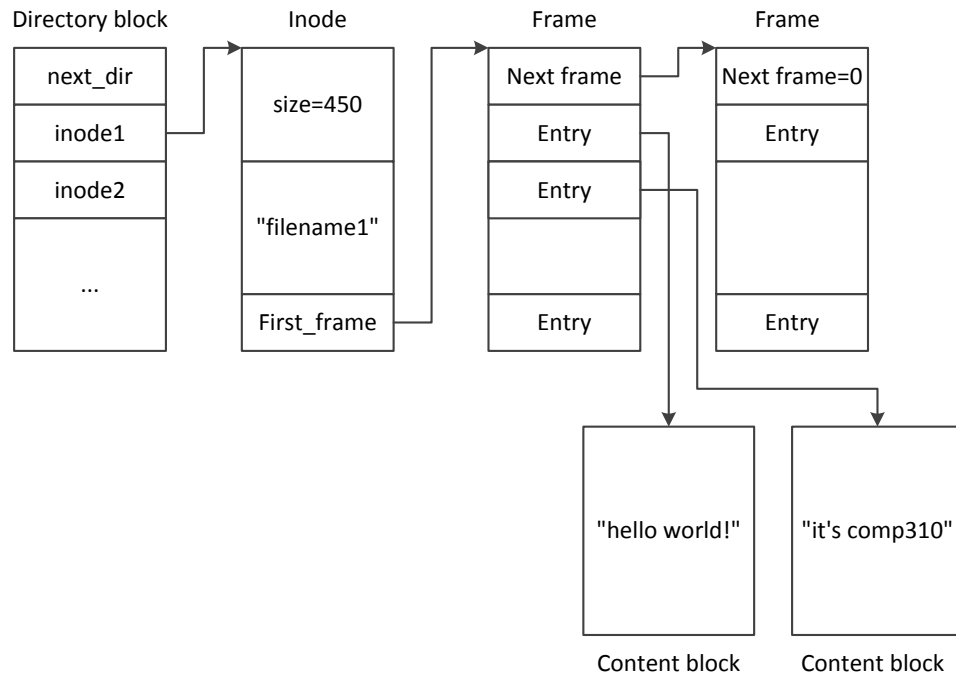 Directory block
Inode
Frame
Frame
next_dir
inode1
inode2
...
size=450
"filename1"
First_frame
Next frame
Entry
Entry
Entry
Next frame=0
Entry
Entry
"hello world!"
"it's comp310"
Content block
Content block